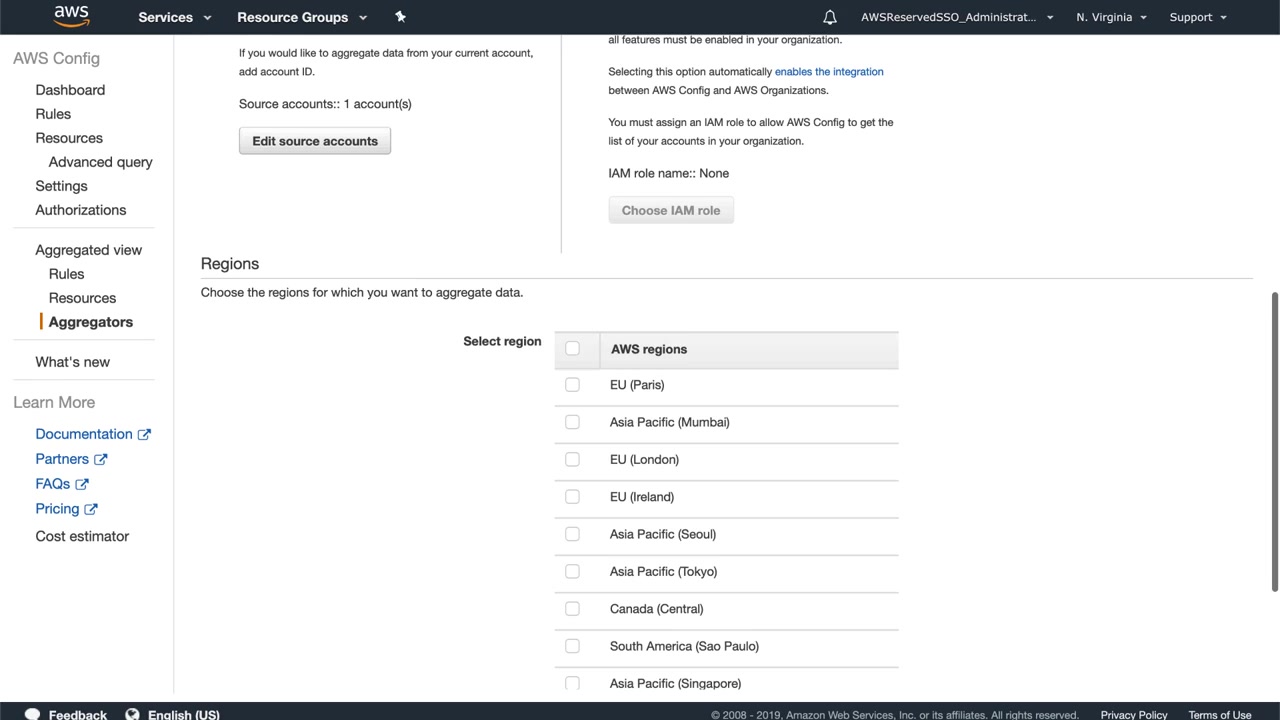 aws
Services
Resource Groups
AWSReservedSSO_Administrat...
N. Virginia
Support
AWS Config
Dashboard
Rules
Resources
Advanced query
Settings
Authorizations
Aggregated view
Rules
Resources
Aggregators
What's new
Learn More
Documentation
Partners
FAQs
Pricing
Cost estimator
If you would like to aggregate data from your current account,
add account ID.
Source accounts:: 1 account(s)
Edit source accounts
all features must be enabled in your organization.
Selecting this option automatically enables the integration
between AWS Config and AWS Organizations.
You must assign an IAM role to allow AWS Config to get the
list of your accounts in your organization.
IAM role name:: None
Choose IAM role
Regions
Choose the regions for which you want to aggregate data.
Select region
AWS regions
EU (Paris)
Asia Pacific (Mumbai)
EU (London)
EU (Ireland)
Asia Pacific (Seoul)
Asia Pacific (Tokyo)
Canada (Central)
South America (Sao Paulo)
Asia Pacific (Singapore)
Feedback
English (US)
© 2008 - 2019, Amazon Web Services, Inc. or its affiliates. All rights reserved.
Privacy Policy
Terms of Use